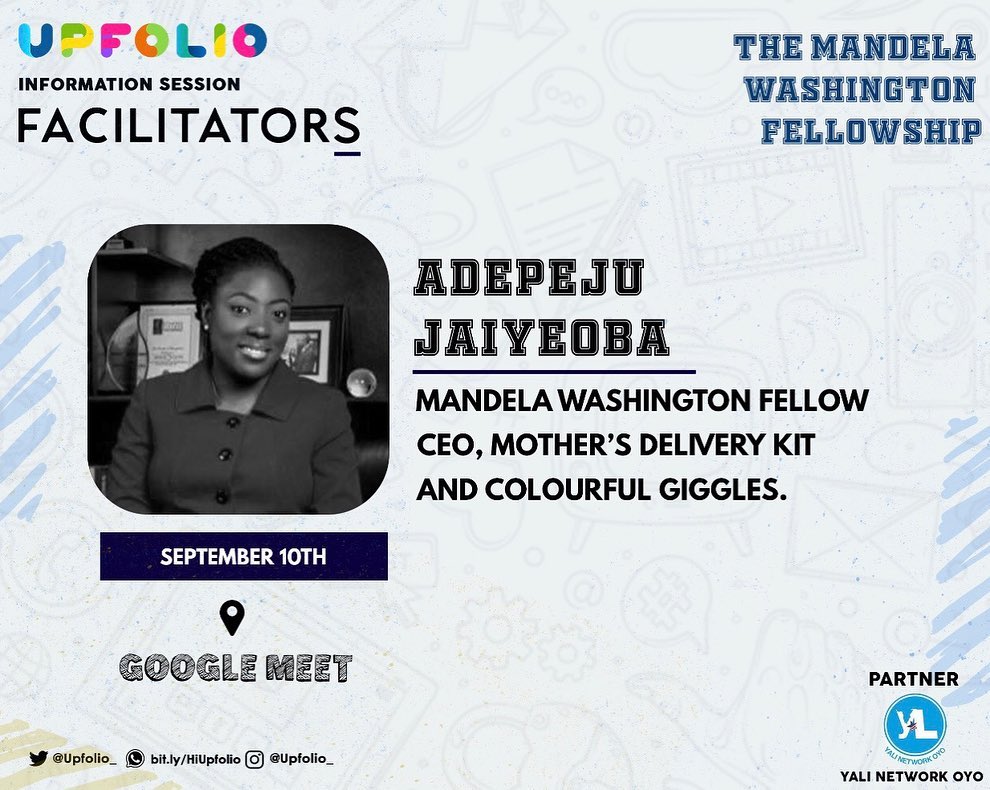 UPFOLIO
INFORMATION SESSION
FACILITATORS
THE MANDELA
WASHINGTON
FELLOWSHIP
ADEPEJU
JAIYEOBA
MANDELA WASHINGTON FELLOW
CEO, MOTHER'S DELIVERY KIT
AND COLOURFUL GIGGLES.
SEPTEMBER 10TH
GOOGLE MEET
@Upfolio_ bit.ly/HiUpfolio @Upfolio_
PARTNER
YAL
YALI NETWORK OYO
YALI NETWORK OYO